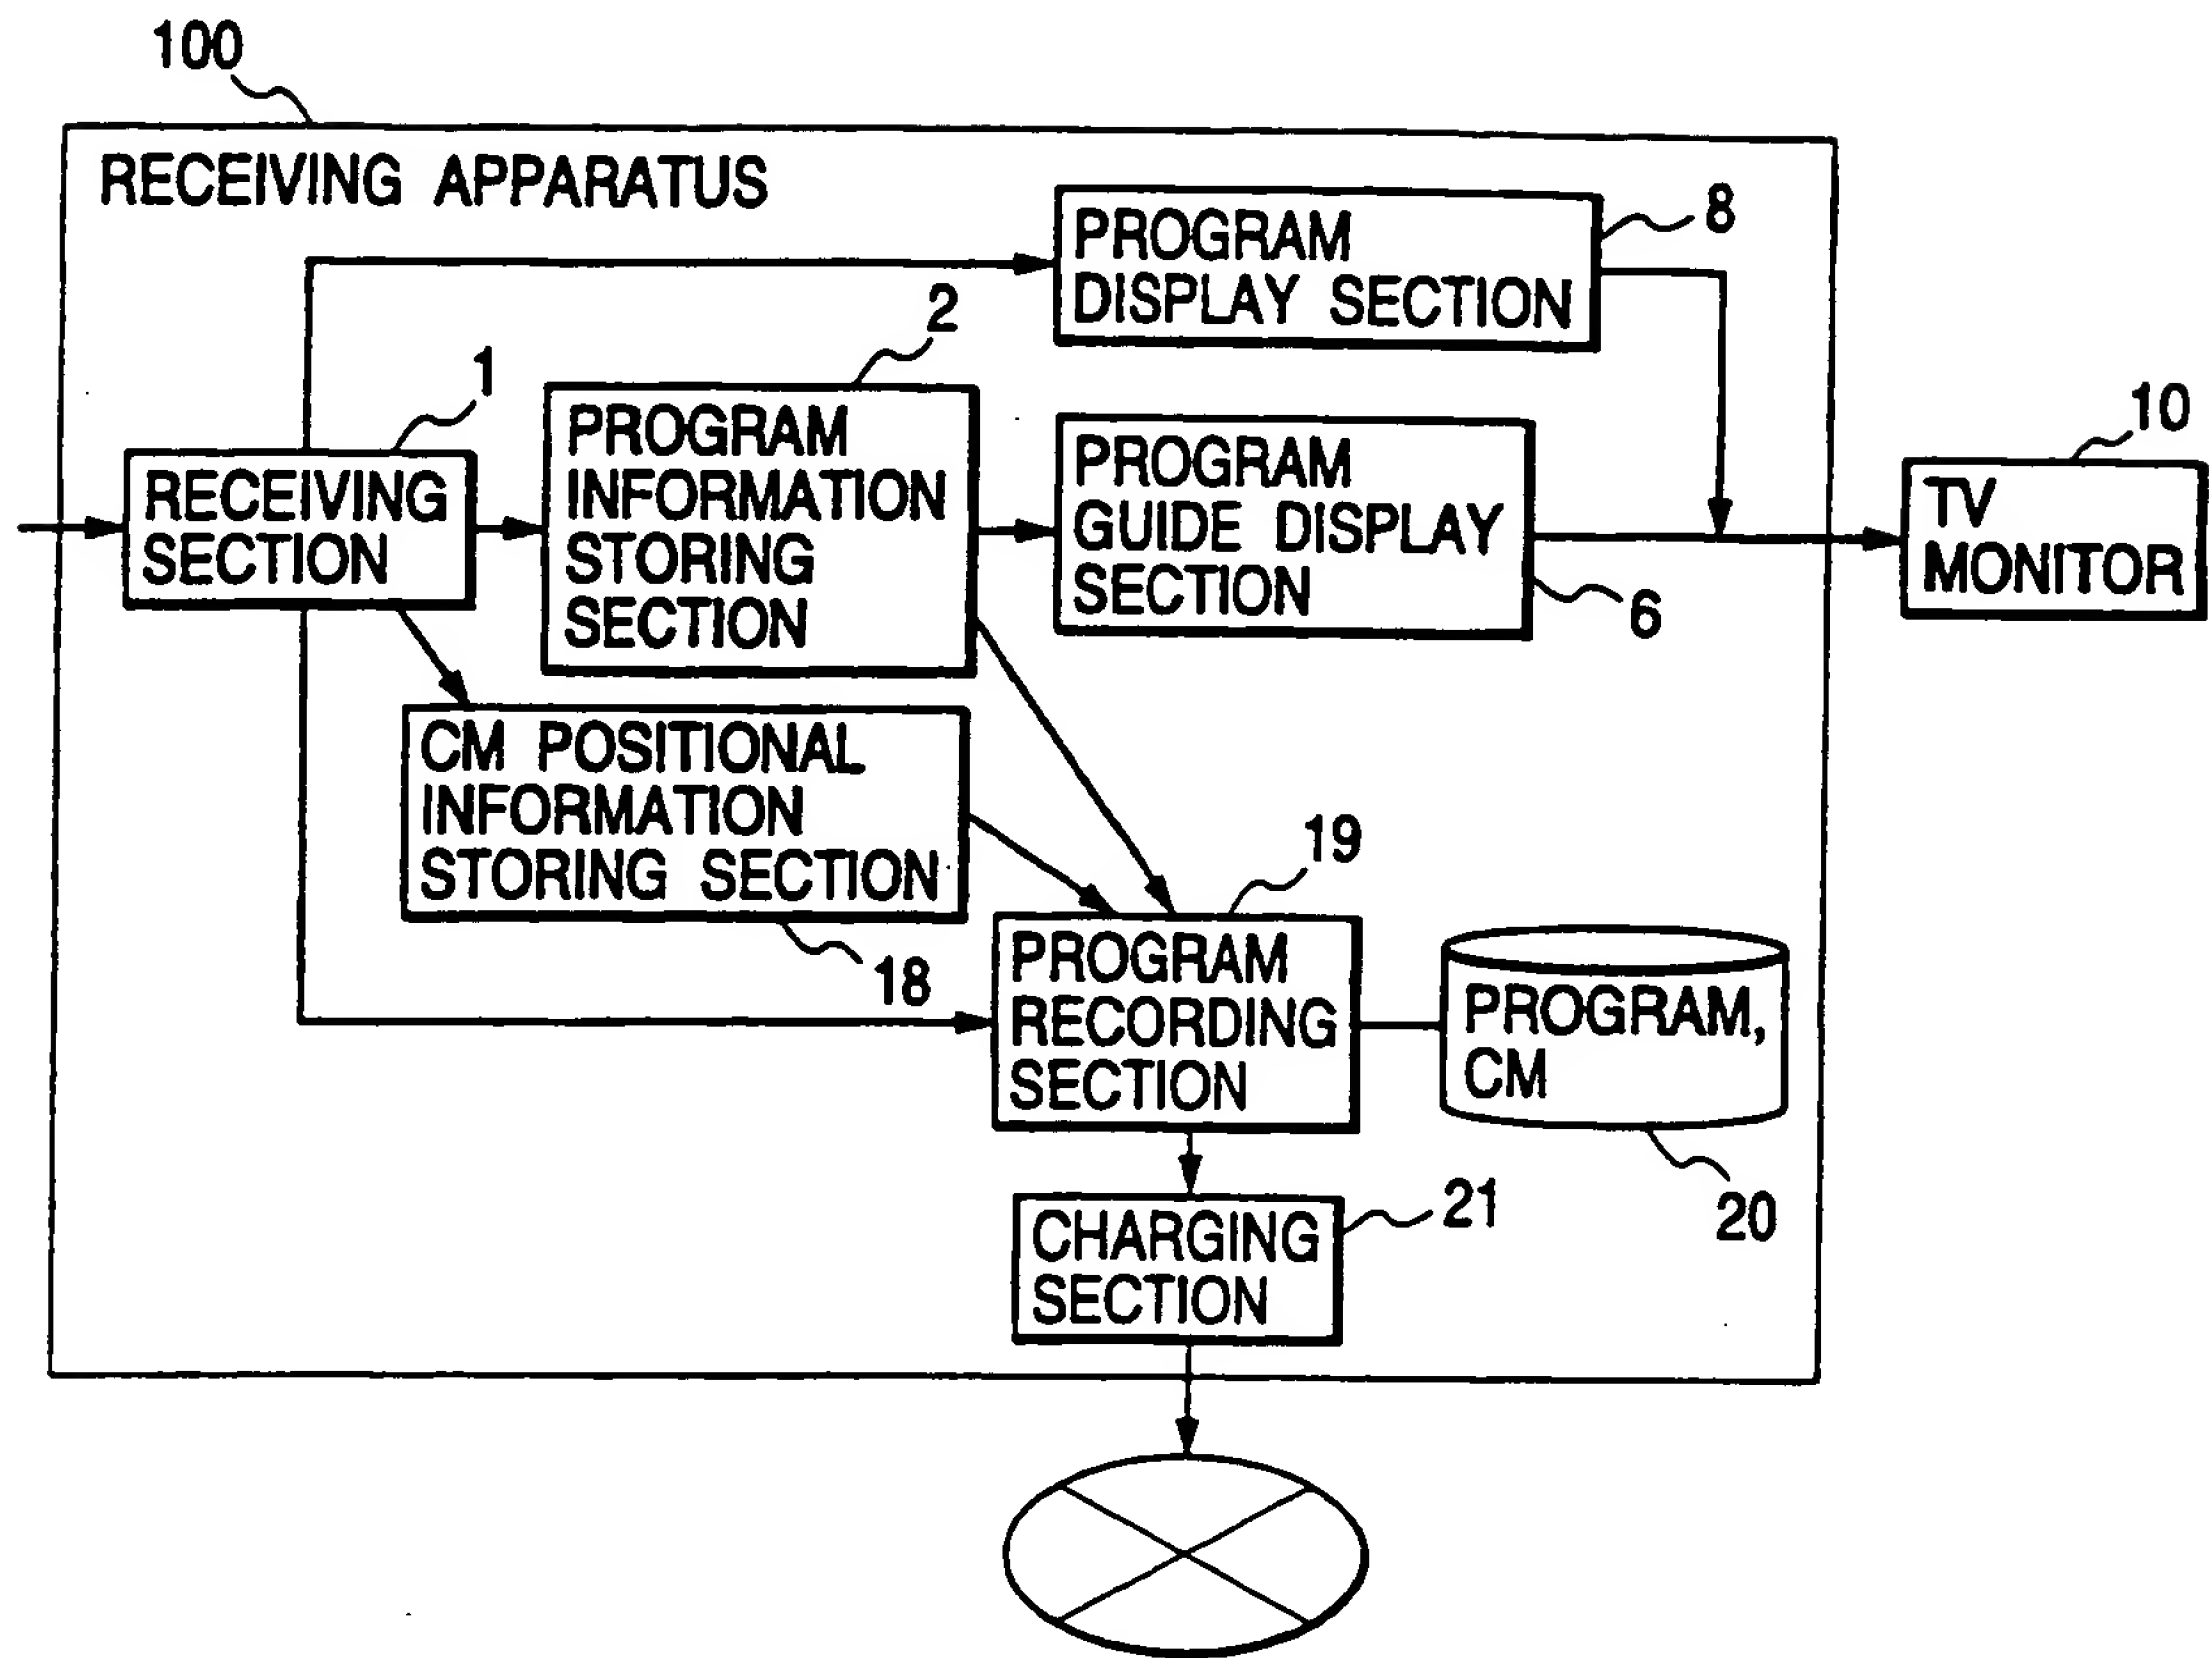 100
RECEIVING APPARATUS
PROGRAM
DISPLAY SECTION
8
2
1
PROGRAM
INFORMATION
STORING
SECTION
PROGRAM
GUIDE DISPLAY
SECTION
6
10
TV
MONITOR
RECEIVING
SECTION
CM POSITIONAL
INFORMATION
STORING SECTION
18
19
PROGRAM
RECORDING
SECTION
PROGRAM,
CM
20
CHARGING
SECTION
21